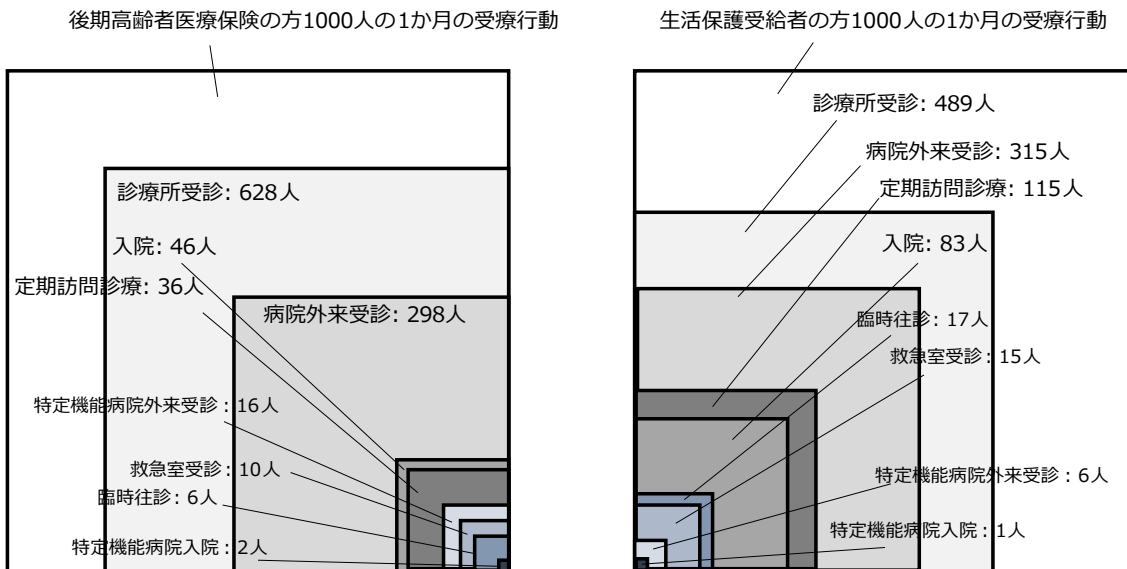 後期高齢者医療保険の方1000人の1か月の受療行動
診療所受診: 628人
入院: 46人
定期訪問診療: 36人
病院外来受診: 298人
特定機能病院外来受診 : 16人
救急室受診 : 10人
臨時往診 : 6人
特定機能病院入院 : 2人
生活保護受給者の方1000人の1か月の受療行動
診療所受診: 489人
病院外来受診: 315人
定期訪問診療: 115人
入院: 83人
臨時往診 : 17人
救急室受診 : 15人
特定機能病院外来受診 : 6人
特定機能病院入院 : 1人